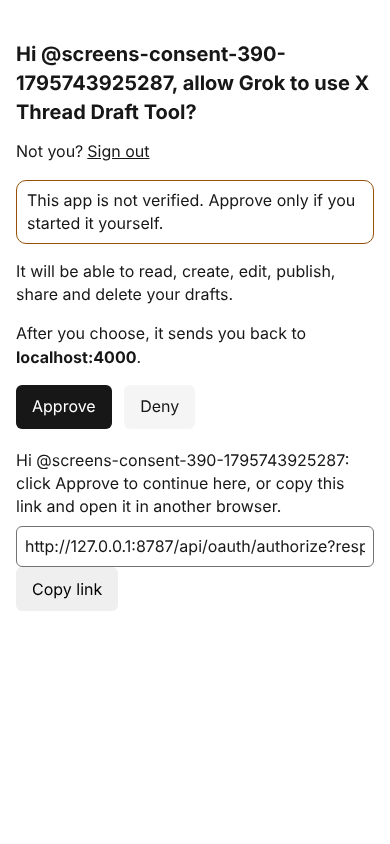 Hi @screens-consent-390-
1795743925287, allow Grok to use X
Thread Draft Tool?
Not you? Sign out
This app is not verified. Approve only if you
started it yourself.
It will be able to read, create, edit, publish,
share and delete your drafts.
After you choose, it sends you back to
localhost:4000.
Approve Deny
Hi @screens-consent-390-1795743925287:
click Approve to continue here, or copy this
link and open it in another browser.
http://127.0.0.1:8787/api/oauth/authorize?resp
Copy link